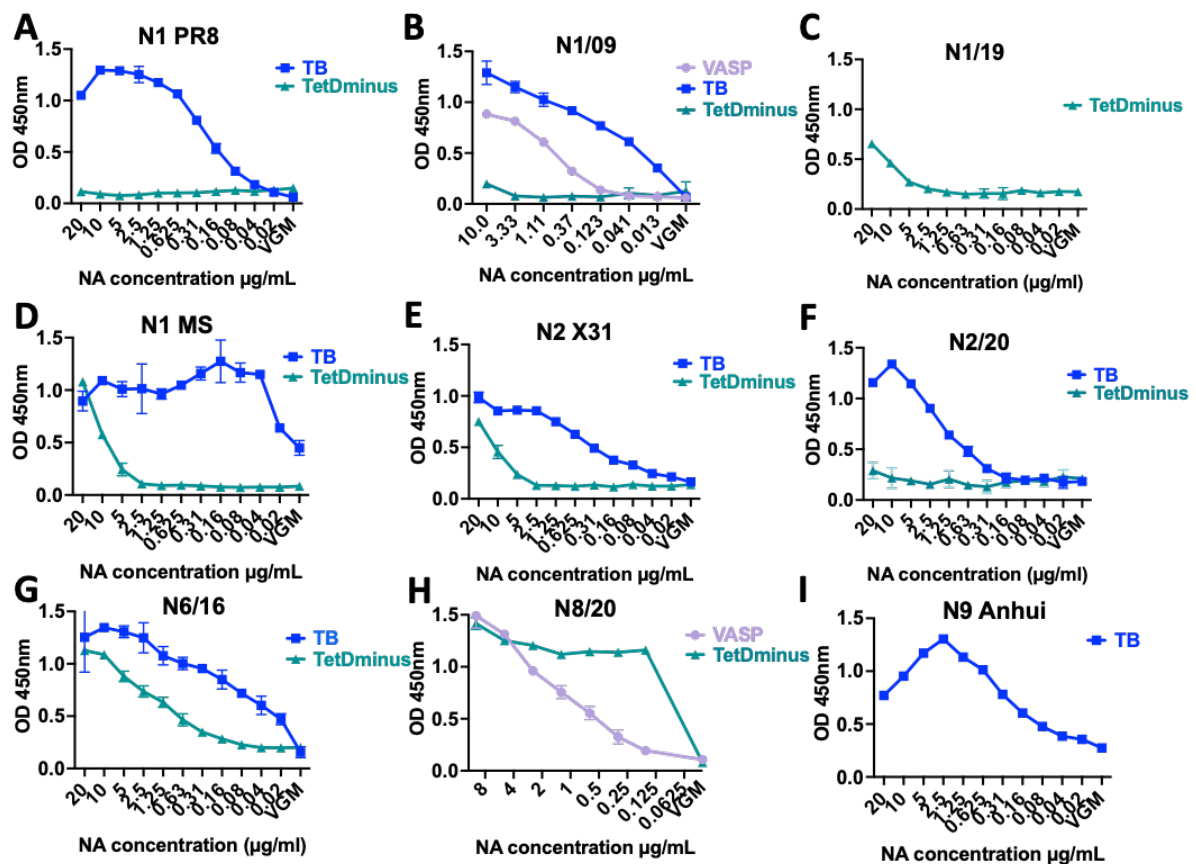 A
N1 PR8
TB
TetDminus
OD 450nm
1.5
1.0
0.5
0.0
20
10
5
2.5
1.25
0.625
0.31
0.16
0.08
0.04
0.02
VGM
NA concentration µg/mL
B
N1/09
VASP
TB
TetDminus
OD 450nm
1.5
1.0
0.5
0.0
10.0
3.33
1.11
0.37
0.123
0.041
0.013
VGM
NA concentration µg/mL
C
N1/19
TetDminus
OD 450nm
1.5
1.0
0.5
0.0
20
10
5
2.5
1.25
0.63
0.31
0.16
0.08
0.04
0.02
VGM
NA concentration (µg/ml)
D
N1 MS
TB
TetDminus
OD 450nm
1.5
1.0
0.5
0.0
20
10
5
2.5
1.25
0.625
0.31
0.16
0.08
0.04
0.02
VGM
NA concentration µg/mL
E
N2 X31
TB
TetDminus
OD 450nm
1.5
1.0
0.5
0.0
20
10
5
2.5
1.25
0.625
0.31
0.16
0.08
0.04
0.02
VGM
NA concentration µg/mL
F
N2/20
TB
TetDminus
OD 450nm
1.5
1.0
0.5
0.0
20
10
5
2.5
1.25
0.63
0.31
0.16
0.08
0.04
0.02
VGM
NA concentration (µg/ml)
G
N6/16
TB
TetDminus
OD 450nm
1.5
1.0
0.5
0.0
20
10
5
2.5
1.25
0.63
0.31
0.16
0.08
0.04
0.02
VGM
NA concentration (µg/ml)
H
N8/20
VASP
TetDminus
OD 450nm
1.5
1.0
0.5
0.0
8
4
2
1
0.5
0.25
0.125
0.0625
VGM
NA concentration µg/mL
I
N9 Anhui
TB
OD 450nm
1.5
1.0
0.5
0.0
20
10
5
2.5
1.25
0.625
0.31
0.16
0.08
0.04
0.02
VGM
NA concentration µg/mL